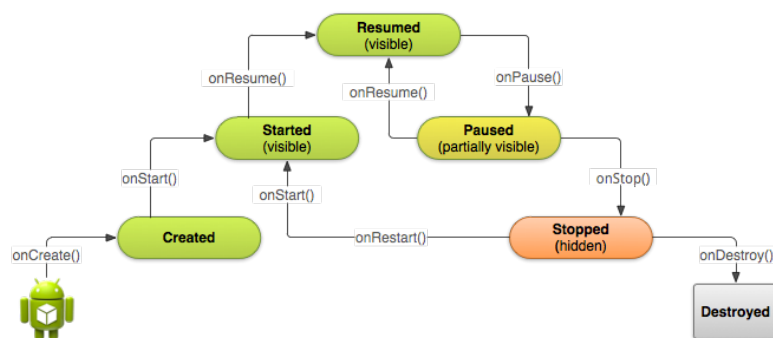 Resumed
(visible)
onResume()
onResume()
onPause()
Started
(visible)
Paused
(partially visible)
onStart()
onStart()
onStop()
Created
onRestart()
Stopped
(hidden)
onCreate()
onDestroy()
Destroyed